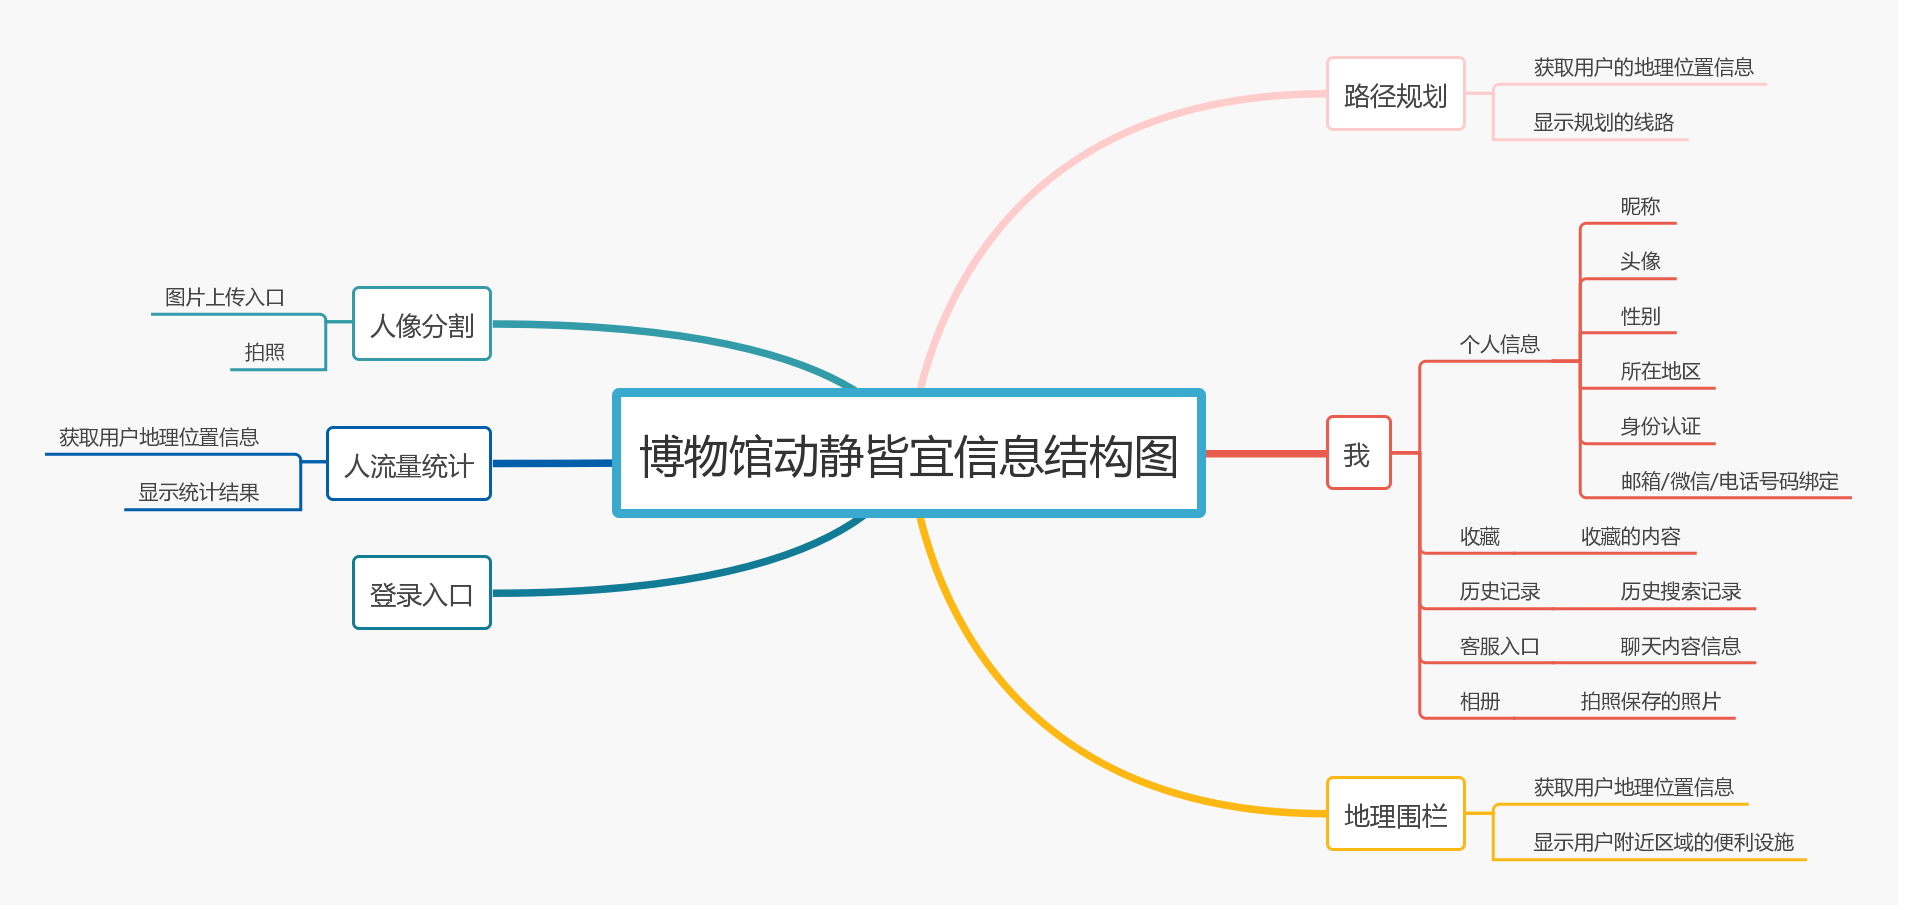 博物馆动静皆宜信息结构图
路径规划
获取用户的地理位置信息
显示规划的线路
我
个人信息
昵称
头像
性别
所在地区
身份认证
邮箱/微信/电话号码绑定
收藏
收藏的内容
历史记录
历史搜索记录
客服入口
聊天内容信息
相册
拍照保存的照片
地理围栏
获取用户地理位置信息
显示用户附近区域的便利设施
人像分割
图片上传入口
拍照
人流量统计
获取用户地理位置信息
显示统计结果
登录入口